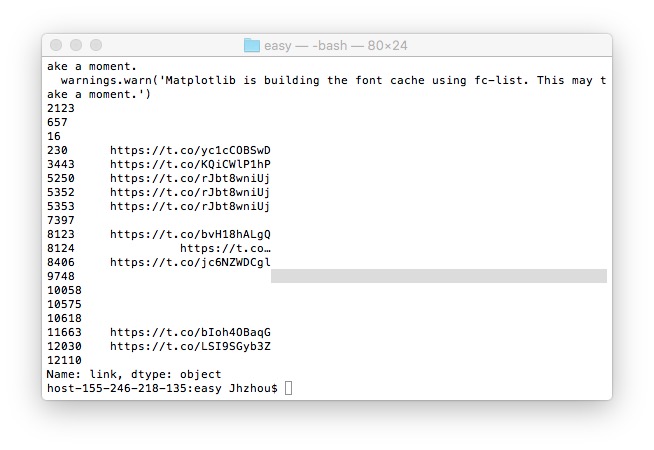 easy — -bash — 80×24
ake a moment.
warnings.warn('Matplotlib is building the font cache using fc-list. This may t
ake a moment.')
2123
657
16
230 https://t.co/yc1cCOBSwD
3443 https://t.co/KQiCWlP1hP
5250 https://t.co/rJbt8wniUj
5352 https://t.co/rJbt8wniUj
5353 https://t.co/rJbt8wniUj
7397
8123 https://t.co/bvH18hALgQ
8124 https://t.co…
8406 https://t.co/jc6NZWDCgl
9748
10058
10575
10618
11663 https://t.co/bIoh4OBaqG
12030 https://t.co/LSI9SGyb3Z
12110
Name: link, dtype: object
host-155-246-218-135:easy Jhzhou$